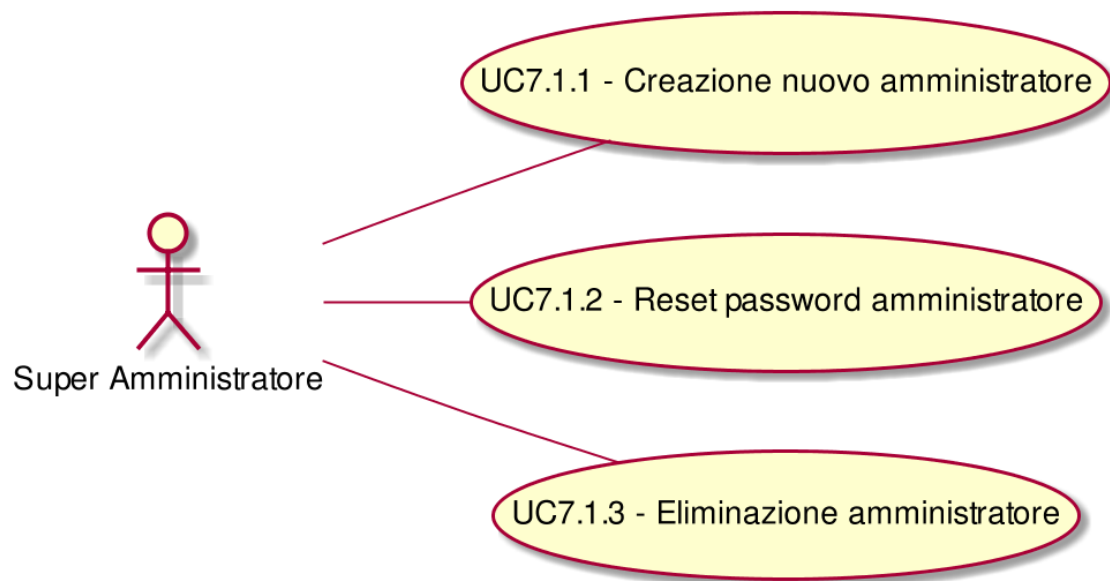 UC7.1.1 - Creazione nuovo amministratore
UC7.1.2 - Reset password amministratore
Super Amministratore
UC7.1.3 - Eliminazione amministratore